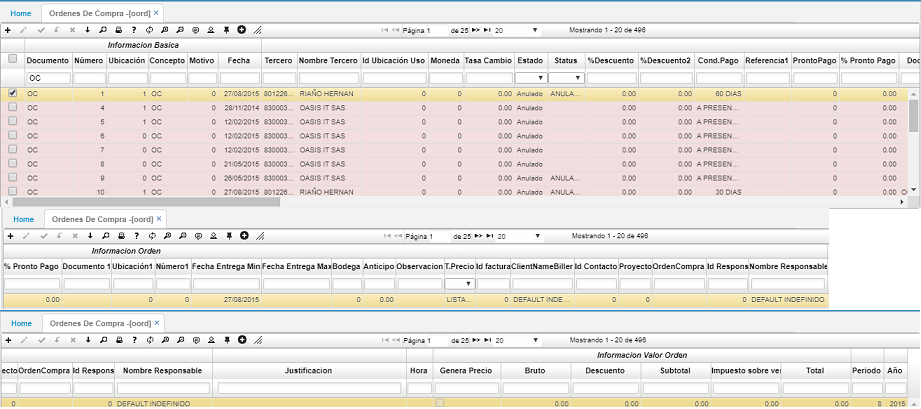 Home Ordenes De Compra -[oord] ×
Página 1 de 25 20 Mostrando 1 - 20 de 496
Informacion Basica
Documento Número Ubicación Concepto Motivo Fecha Tercero Nombre Tercero Id Ubicación Uso Moneda Tasa Cambio Estado Status %Descuento %Descuento2 Cond.Pago Referencia1 ProntoPago % Pronto Pago Doc
OC
OC 1 1 OC 0 27/08/2015 801226... RIAÑO HERNAN 0 0 0.00 Anulado ANULA... 0.00 0.00 60 DIAS 0 0.00
OC 4 1 OC 0 28/11/2014 830003... OASIS IT SAS 0 0 0.00 Anulado 0.00 0.00 A PRESEN... 0 0.00
OC 5 1 OC 0 12/02/2015 830003... OASIS IT SAS 0 0 0.00 Anulado 0.00 0.00 A PRESEN... 0 0.00
OC 6 0 OC 0 12/02/2015 830003... OASIS IT SAS 0 0 0.00 Anulado 0.00 0.00 A PRESEN... 0 0.00
OC 7 0 OC 0 12/02/2015 830003... OASIS IT SAS 0 0 0.00 Anulado 0.00 0.00 A PRESEN... 0 0.00
OC 8 0 OC 0 21/05/2015 830003... OASIS IT SAS 0 0 0.00 Anulado 0.00 0.00 A PRESEN... 0 0.00
OC 9 0 OC 0 26/05/2015 830003... OASIS IT SAS 0 0 0.00 Anulado ANULA... 0.00 0.00 A PRESEN... 0 0.00
OC 10 1 OC 0 27/08/2015 801226... RIAÑO HERNAN 0 0 0.00 Anulado ANULA... 0.00 0.00 30 DIAS 0 0.00
Home Ordenes De Compra -[oord] ×
Página 1 de 25 20 Mostrando 1 - 20 de 496
Informacion Orden
% Pronto Pago Documento 1 Ubicación1 Número1 Fecha Entrega Min Fecha Entrega Max Bodega Anticipo Observacion T.Precio Id factura ClientNameBiller Id Contacto Proyecto OrdenCompra Id Respons Nombre Responsable
0.00 0 0 27/08/2015 0 0.00 LISTA... 0 DEFAULT INDE... 0 0 0 DEFAULT INDEFINIDO
Home Ordenes De Compra -[oord] ×
Página 1 de 25 20 Mostrando 1 - 20 de 496
Informacion Valor Orden
ecto OrdenCompra Id Respons Nombre Responsable Justificacion Hora Genera Precio Bruto Descuento Subtotal Impuesto sobre ver Total Periodo Año
0 0 DEFAULT INDEFINIDO 0.00 0.00 0.00 0.00 0.00 8 2015